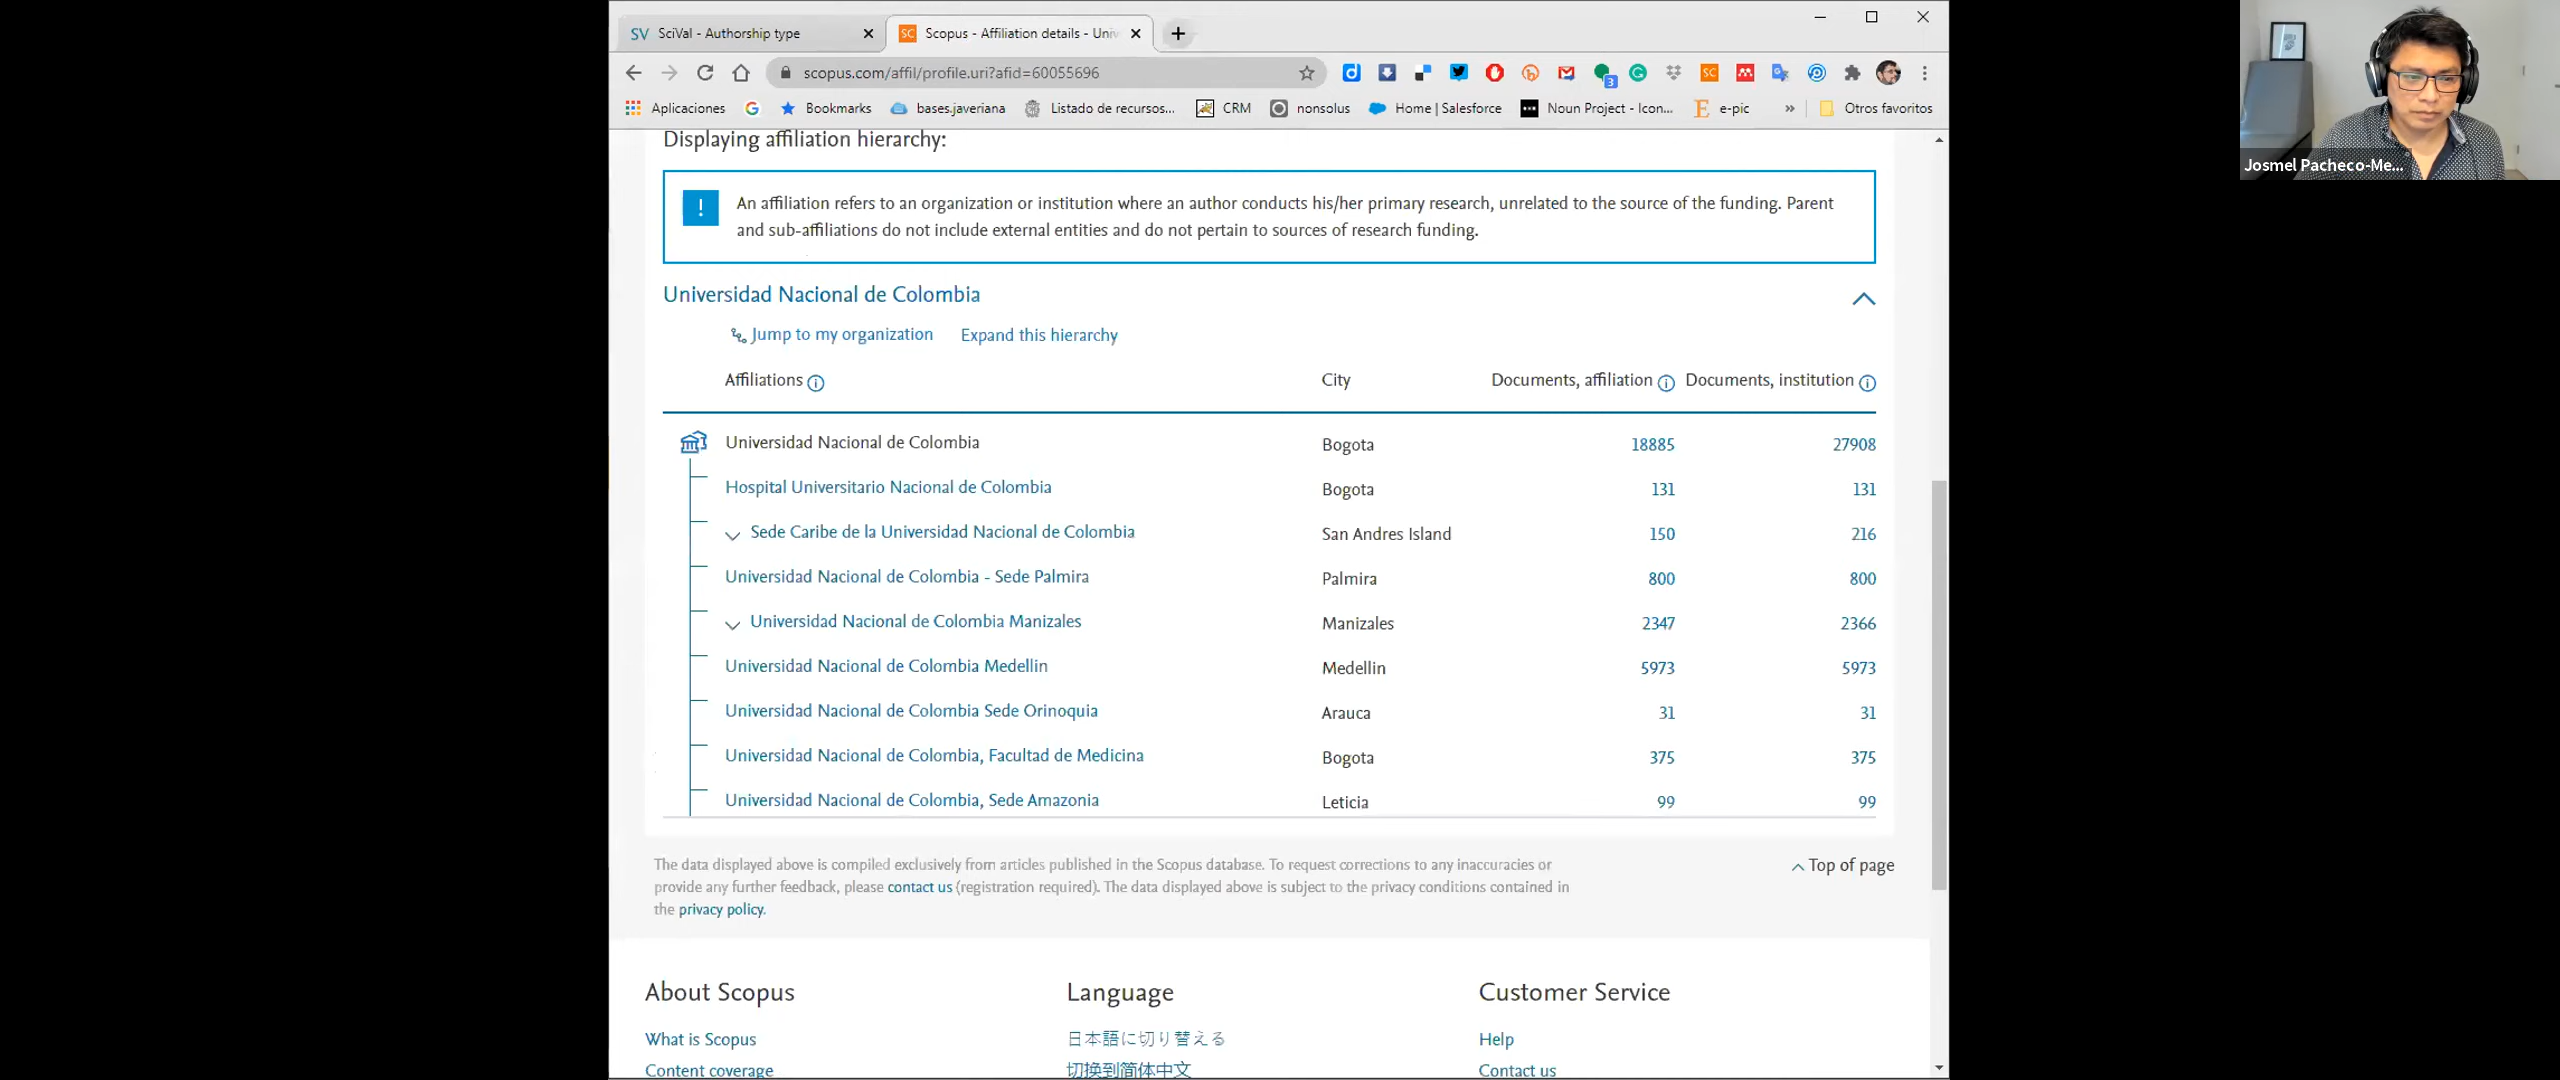 SciVal - Authorship type
Scopus - Affiliation details - Univ
scopus.com/affil/profile.uri?afid=60055696
Aplicaciones
Bookmarks
bases.javeriana
Listado de recursos...
CRM
nonsolus
Home | Salesforce
Noun Project - Icon...
e-pic
»
Otros favoritos
Josmel Pacheco-Me...
Displaying affiliation hierarchy:
An affiliation refers to an organization or institution where an author conducts his/her primary research, unrelated to the source of the funding. Parent
and sub-affiliations do not include external entities and do not pertain to sources of research funding.
Universidad Nacional de Colombia
Jump to my organization Expand this hierarchy
Affiliations City Documents, affiliation Documents, institution
Universidad Nacional de Colombia Bogota 18885 27908
Hospital Universitario Nacional de Colombia Bogota 131 131
Sede Caribe de la Universidad Nacional de Colombia San Andres Island 150 216
Universidad Nacional de Colombia - Sede Palmira Palmira 800 800
Universidad Nacional de Colombia Manizales Manizales 2347 2366
Universidad Nacional de Colombia Medellin Medellin 5973 5973
Universidad Nacional de Colombia Sede Orinoquia Arauca 31 31
Universidad Nacional de Colombia, Facultad de Medicina Bogota 375 375
Universidad Nacional de Colombia, Sede Amazonia Leticia 99 99
The data displayed above is compiled exclusively from articles published in the Scopus database. To request corrections to any inaccuracies or
provide any further feedback, please contact us (registration required). The data displayed above is subject to the privacy conditions contained in
the privacy policy.
Top of page
About Scopus Language Customer Service
What is Scopus 日本語に切り替える Help
Content coverage 切换到简体中文 Contact us